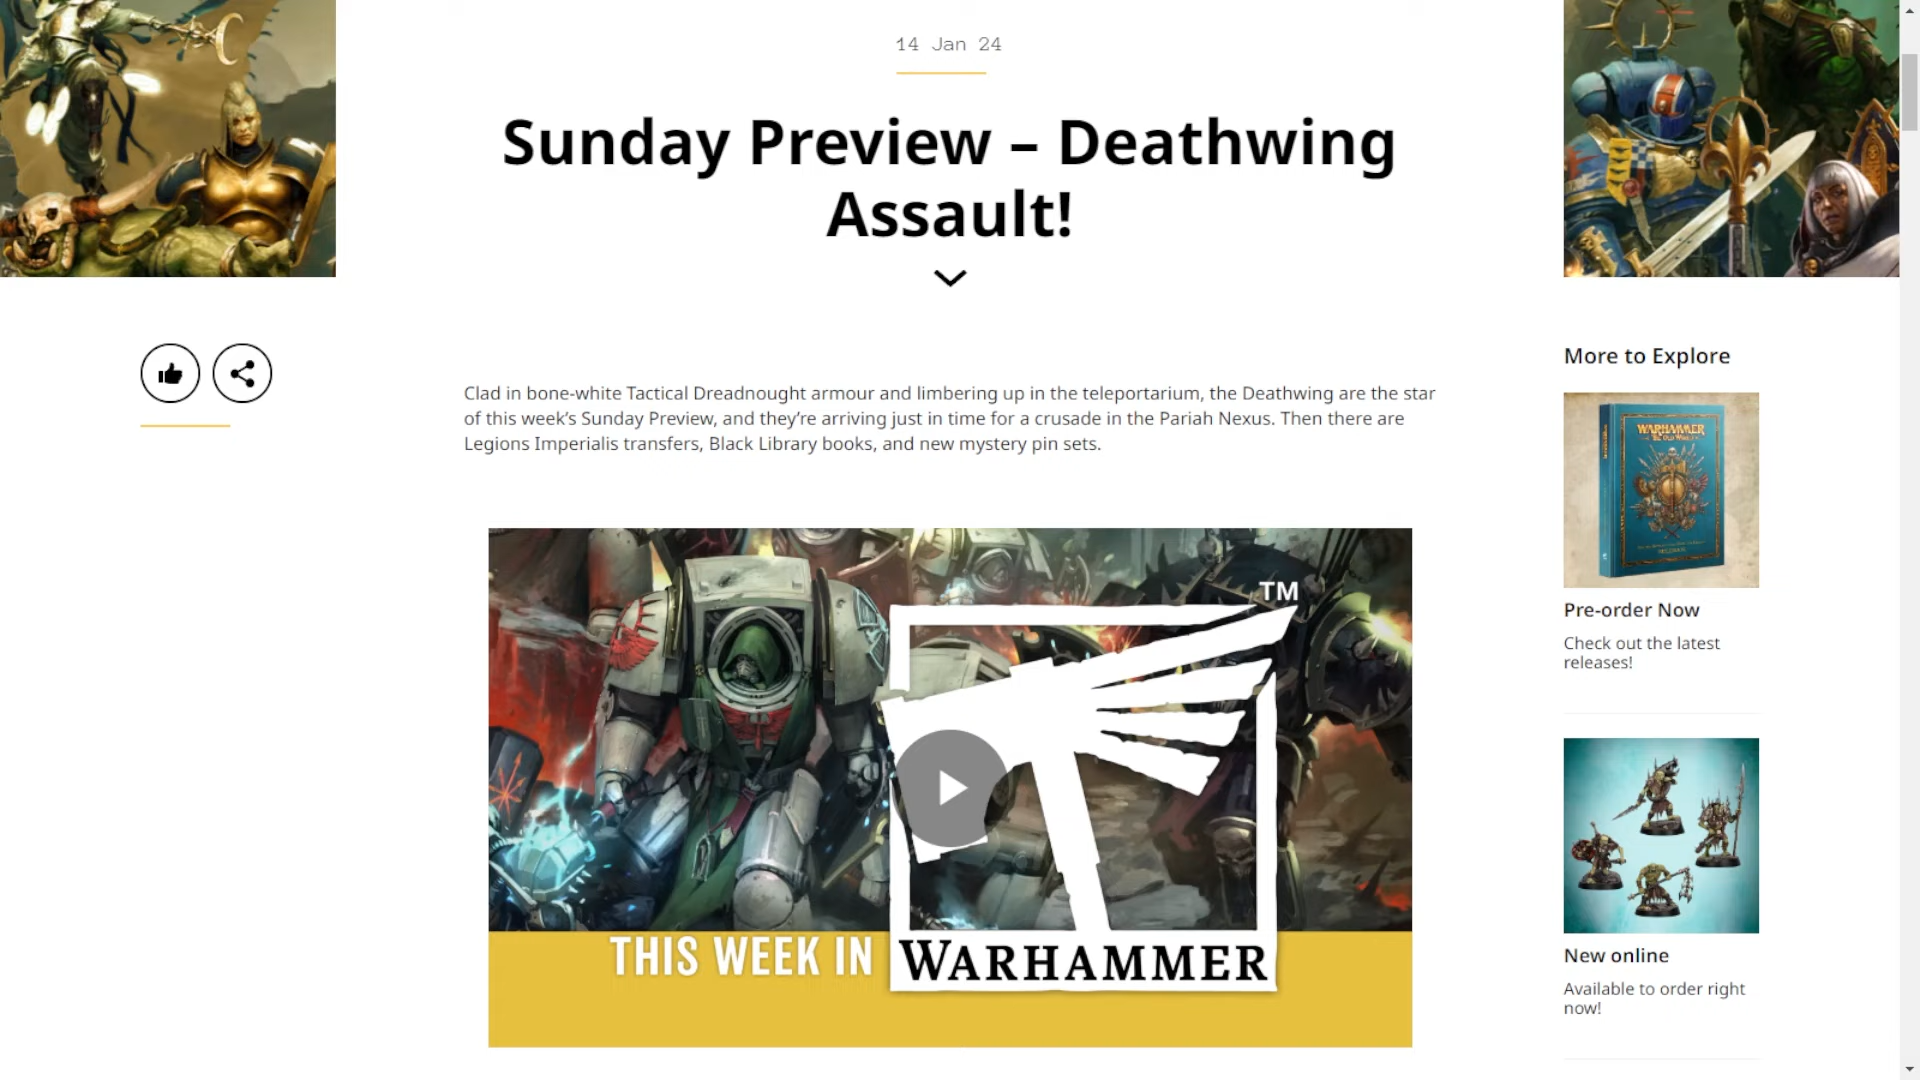 14 Jan 24
Sunday Preview – Deathwing
Assault!
Clad in bone-white Tactical Dreadnought armour and limbering up in the teleportarium, the Deathwing are the star
of this week’s Sunday Preview, and they’re arriving just in time for a crusade in the Pariah Nexus. Then there are
Legions Imperialis transfers, Black Library books, and new mystery pin sets.
TM
THIS WEEK IN WARHAMMER
More to Explore
WARHAMMER
THE OLD WORLD
Pre-order Now
Check out the latest
releases!
New online
Available to order right
now!